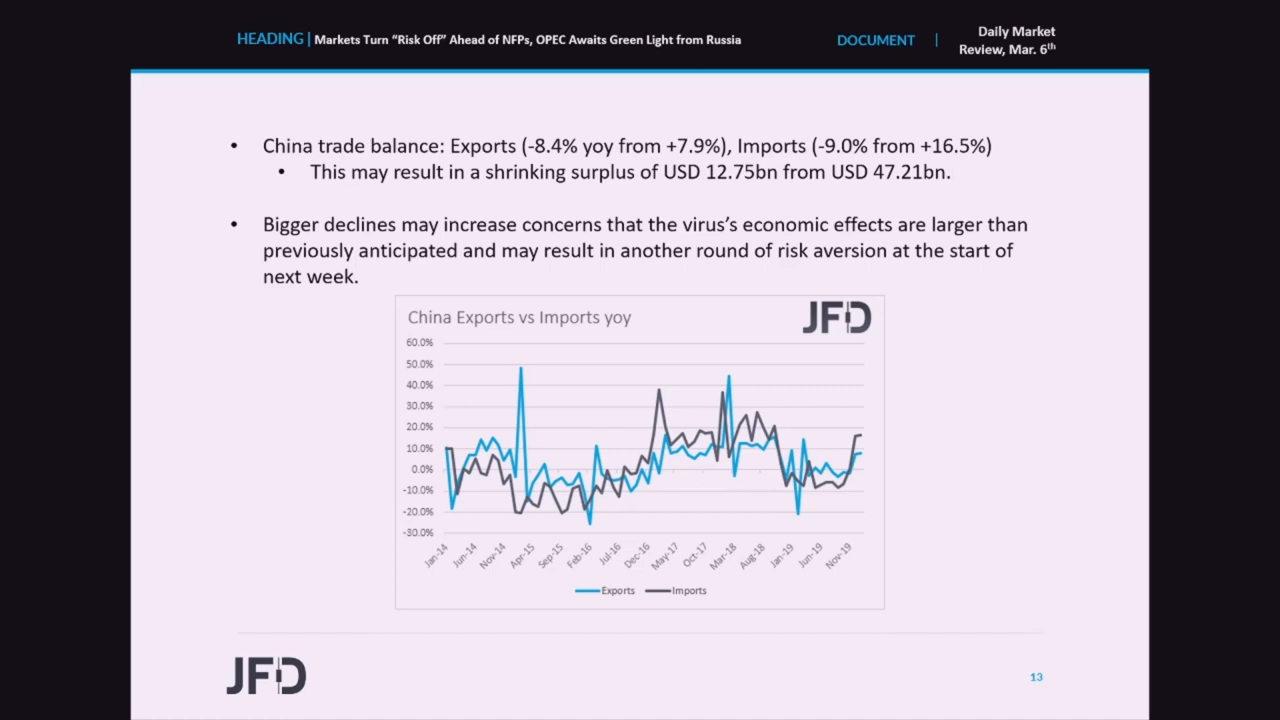 HEADING | Markets Turn “Risk Off” Ahead of NFPs, OPEC Awaits Green Light from Russia
DOCUMENT | Daily Market
Review, Mar. 6th
• China trade balance: Exports (-8.4% yoy from +7.9%), Imports (-9.0% from +16.5%)
• This may result in a shrinking surplus of USD 12.75bn from USD 47.21bn.
• Bigger declines may increase concerns that the virus’s economic effects are larger than
previously anticipated and may result in another round of risk aversion at the start of
next week.
China Exports vs Imports yoy
JFD
60.0%
50.0%
40.0%
30.0%
20.0%
10.0%
0.0%
-10.0%
-20.0%
-30.0%
Jan-14 Jun-14 Nov-14 Apr-15 Sep-15 Feb-16 Jul-16 Dec-16 May-17 Oct-17 Mar-18 Aug-18 Jan-19 Jun-19 Nov-19
Exports Imports
JFD
13